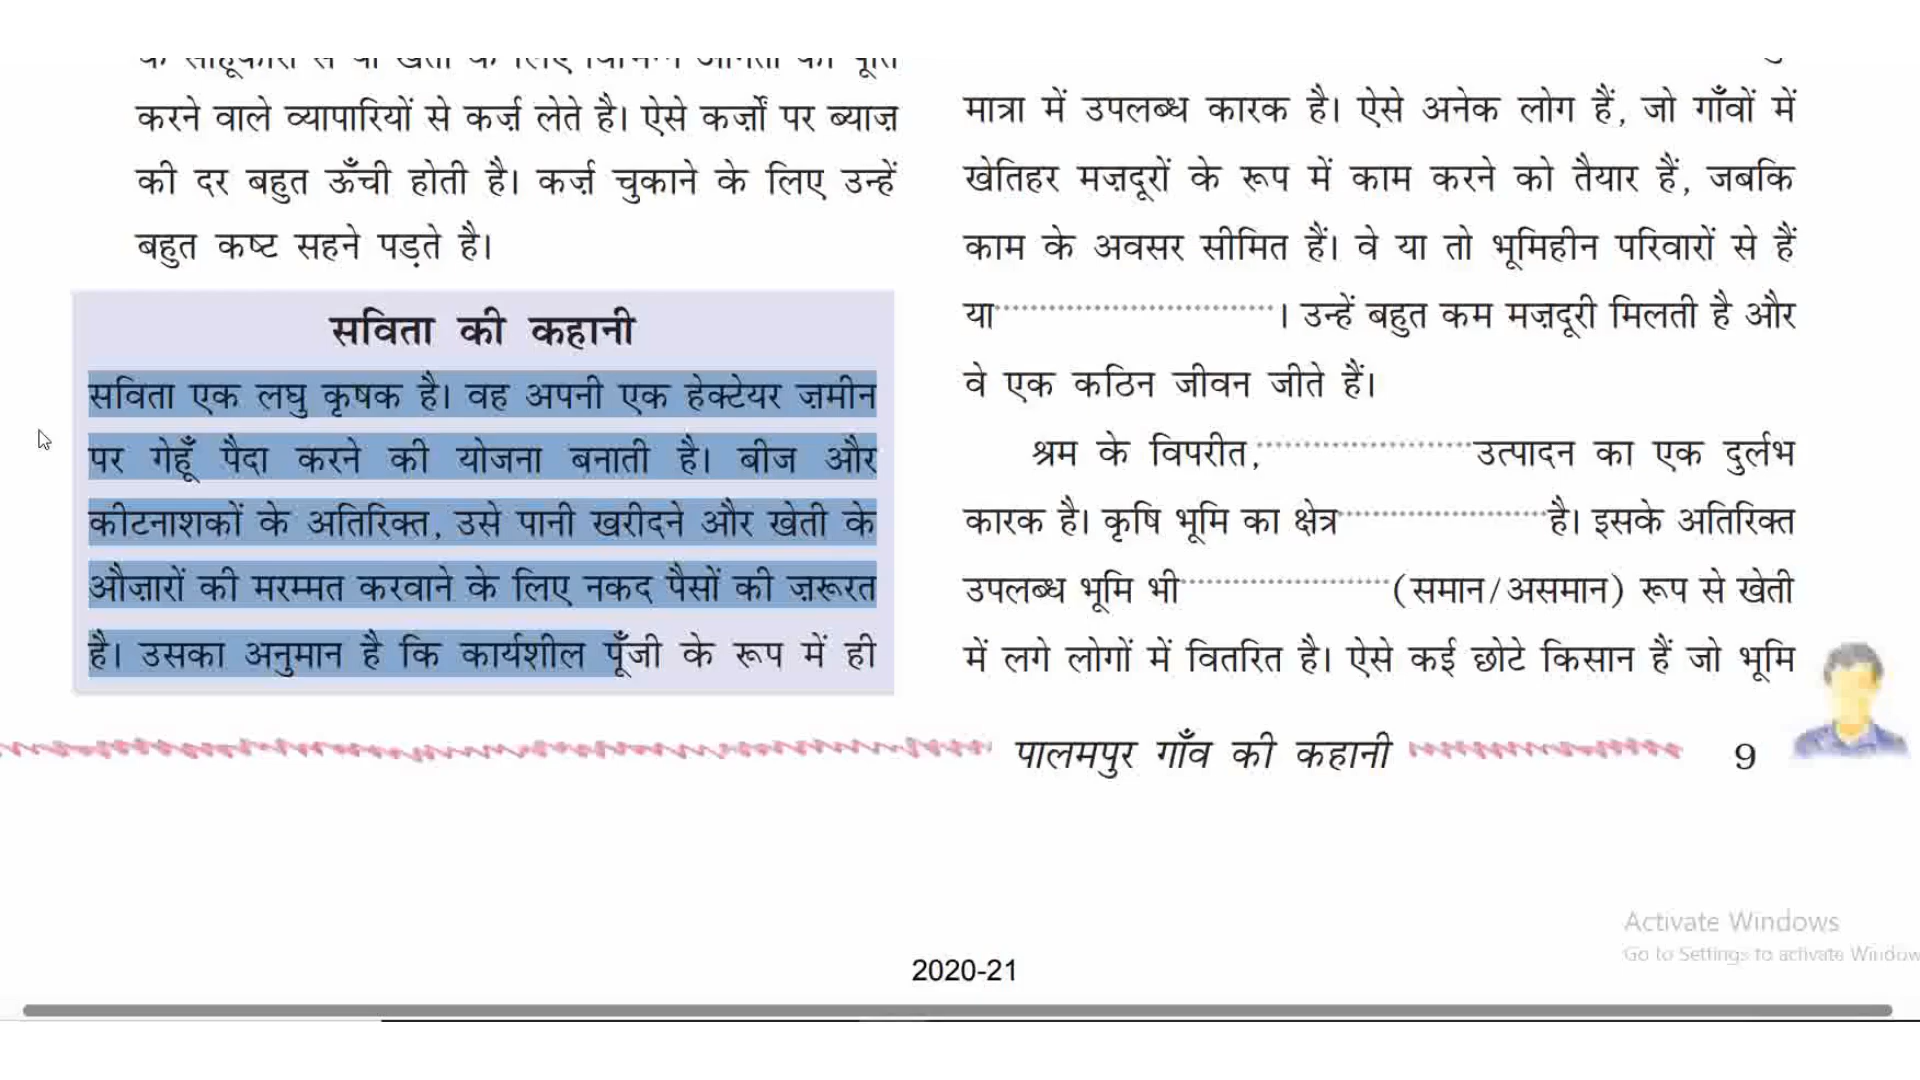 करने वाले व्यापारियों से कर्ज़ लेते है। ऐसे कर्ज़ों पर ब्याज़
की दर बहुत ऊँची होती है। कर्ज़ चुकाने के लिए उन्हें
बहुत कष्ट सहने पड़ते है।
सविता की कहानी
सविता एक लघु कृषक है। वह अपनी एक हेक्टेयर ज़मीन
पर गेहूँ पैदा करने की योजना बनाती है। बीज और
कीटनाशकों के अतिरिक्त, उसे पानी खरीदने और खेती के
औज़ारों की मरम्मत करवाने के लिए नकद पैसों की ज़रूरत
है। उसका अनुमान है कि कार्यशील पूँजी के रूप में ही
मात्रा में उपलब्ध कारक है। ऐसे अनेक लोग हैं, जो गाँवों में
खेतिहर मज़दूरों के रूप में काम करने को तैयार हैं, जबकि
काम के अवसर सीमित हैं। वे या तो भूमिहीन परिवारों से हैं
या............................। उन्हें बहुत कम मज़दूरी मिलती है और
वे एक कठिन जीवन जीते हैं।
श्रम के विपरीत,......................उत्पादन का एक दुर्लभ
कारक है। कृषि भूमि का क्षेत्र.....................है। इसके अतिरिक्त
उपलब्ध भूमि भी.....................(समान/असमान) रूप से खेती
में लगे लोगों में वितरित है। ऐसे कई छोटे किसान हैं जो भूमि
पालमपुर गाँव की कहानी 9
Activate Windows
Go to Settings to activate Window
2020-21